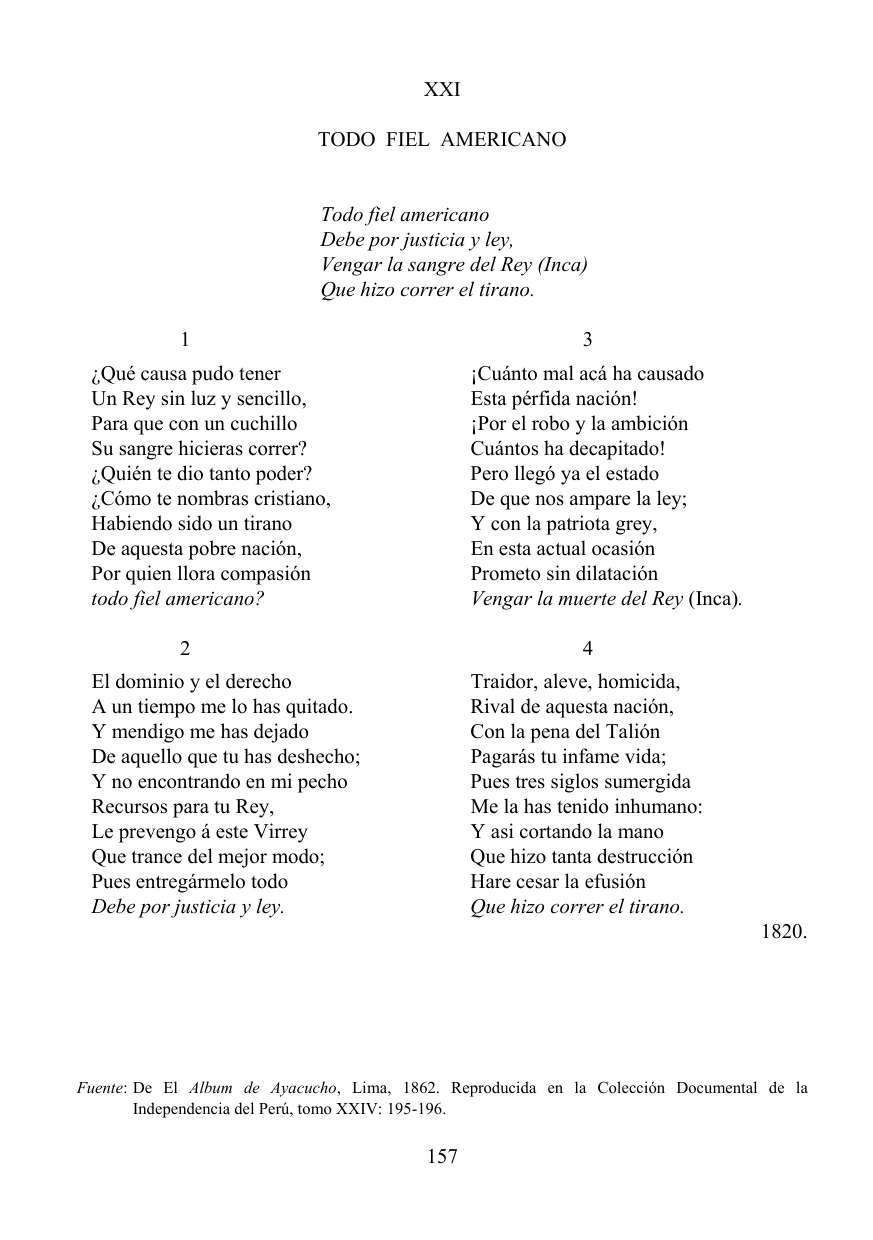 XXI
TODO FIEL AMERICANO
Todo fiel americano
Debe por justicia y ley,
Vengar la sangre del Rey (Inca)
Que hizo correr el tirano.
1
¿Qué causa pudo tener
Un Rey sin luz y sencillo,
Para que con un cuchillo
Su sangre hicieras correr?
¿Quién te dio tanto poder?
¿Cómo te nombras cristiano,
Habiendo sido un tirano
De aquesta pobre nación,
Por quien llora compasión
todo fiel americano?
2
El dominio y el derecho
A un tiempo me lo has quitado.
Y mendigo me has dejado
De aquello que tu has deshecho;
Y no encontrando en mi pecho
Recursos para tu Rey,
Le prevengo á este Virrey
Que trance del mejor modo;
Pues entregármelo todo
Debe por justicia y ley.
3
¡Cuánto mal acá ha causado
Esta pérfida nación!
¡Por el robo y la ambición
Cuántos ha decapitado!
Pero llegó ya el estado
De que nos ampare la ley;
Y con la patriota grey,
En esta actual ocasión
Prometo sin dilatación
Vengar la muerte del Rey (Inca).
4
Traidor, aleve, homicida,
Rival de aquesta nación,
Con la pena del Talión
Pagarás tu infame vida;
Pues tres siglos sumergida
Me la has tenido inhumano:
Y asi cortando la mano
Que hizo tanta destrucción
Hare cesar la efusión
Que hizo correr el tirano.
1820.
Fuente: De El Album de Ayacucho, Lima, 1862. Reproducida en la Colección Documental de la
Independencia del Perú, tomo XXIV: 195-196.
157